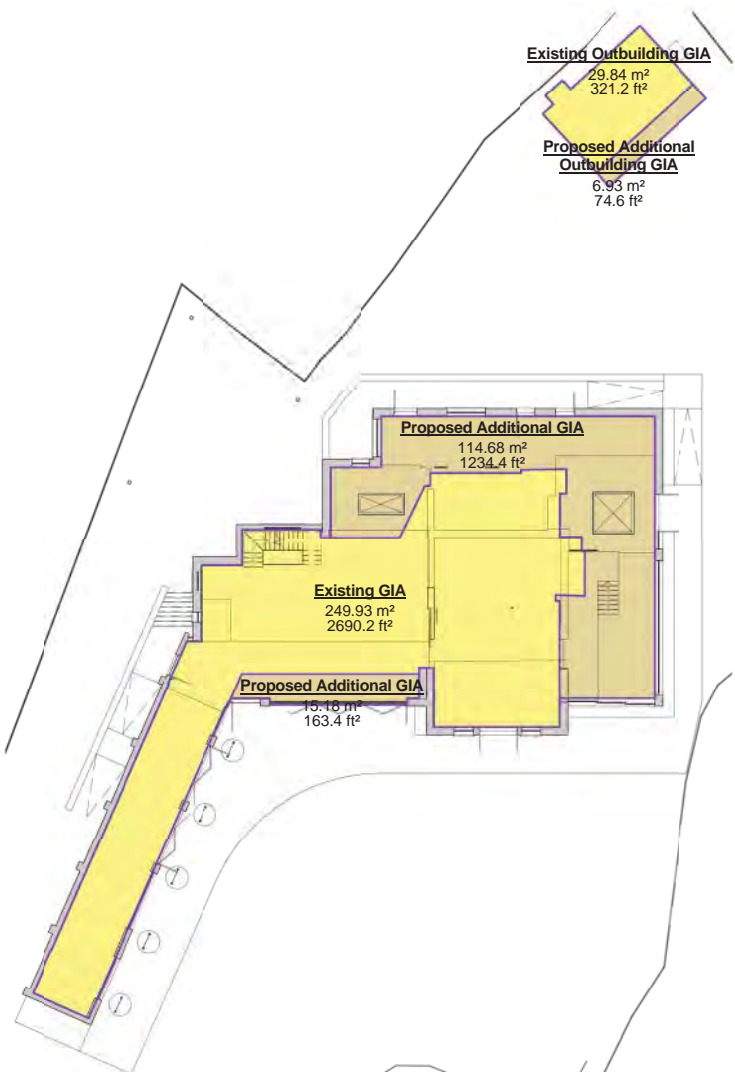 Existing Outbuilding GIA
29.84 m²
321.2 ft²
Proposed Additional
Outbuilding GIA
6.93 m²
74.6 ft²
Proposed Additional GIA
114.68 m²
1234.4 ft²
Existing GIA
249.93 m²
2690.2 ft²
Proposed Additional GIA
15.18 m²
163.4 ft²